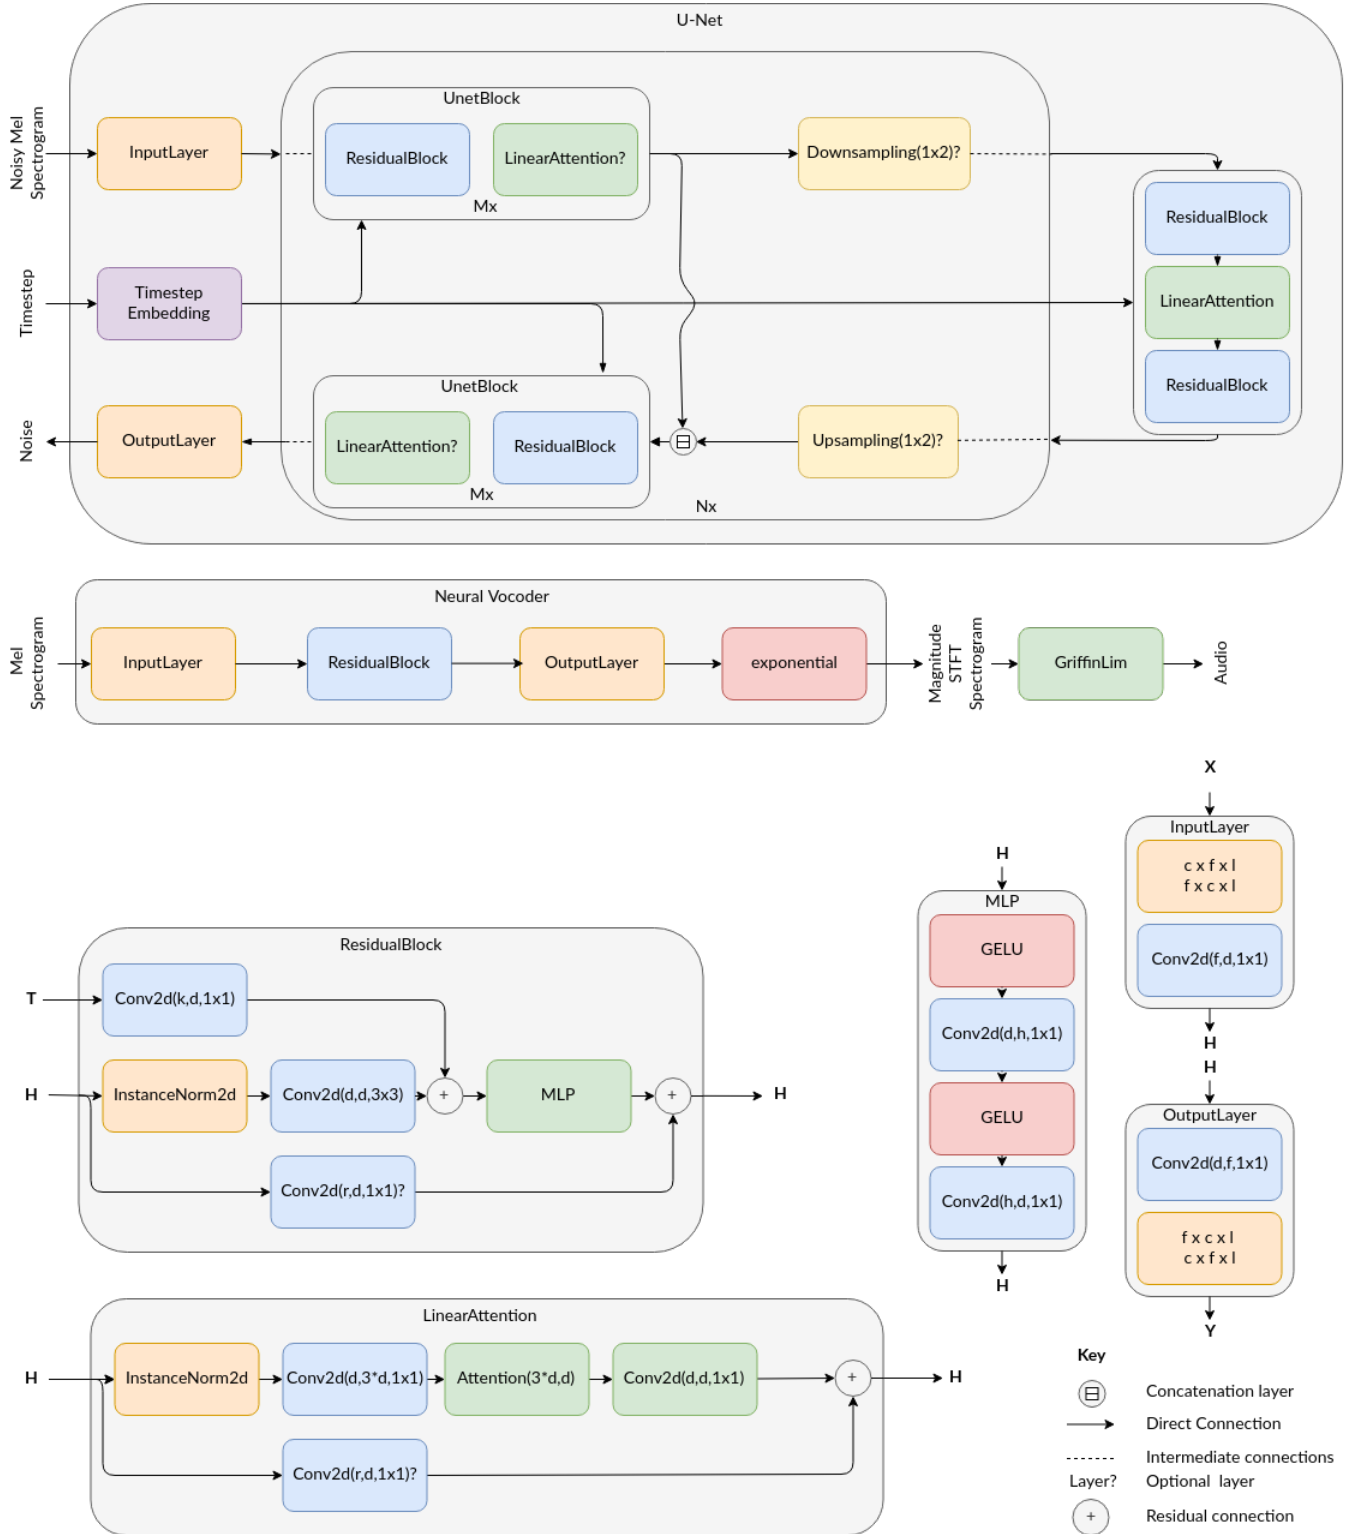 U-Net
Noisy Mel
Spectrogram
InputLayer
UnetBlock
ResidualBlock
LinearAttention?
Mx
Downsampling(1x2)?
ResidualBlock
LinearAttention
ResidualBlock
Timestep
Timestep
Embedding
Noise
OutputLayer
UnetBlock
LinearAttention?
ResidualBlock
Mx
Upsampling(1x2)?
Nx
Neural Vocoder
Mel
Spectrogram
InputLayer
ResidualBlock
OutputLayer
exponential
Magnitude
STFT
Spectrogram
GriffinLim
Audio
ResidualBlock
T
Conv2d(k,d,1x1)
H
InstanceNorm2d
Conv2d(d,d,3x3)
+
MLP
+
H
Conv2d(r,d,1x1)?
H
MLP
GELU
Conv2d(d,h,1x1)
GELU
Conv2d(h,d,1x1)
H
X
InputLayer
c x f x l
f x c x l
Conv2d(f,d,1x1)
H
H
OutputLayer
Conv2d(d,f,1x1)
f x c x l
c x f x l
Y
LinearAttention
H
InstanceNorm2d
Conv2d(d,3*d,1x1)
Attention(3*d,d)
Conv2d(d,d,1x1)
+
H
Conv2d(r,d,1x1)?
Key
Concatenation layer
Direct Connection
Intermediate connections
Layer? Optional layer
+ Residual connection